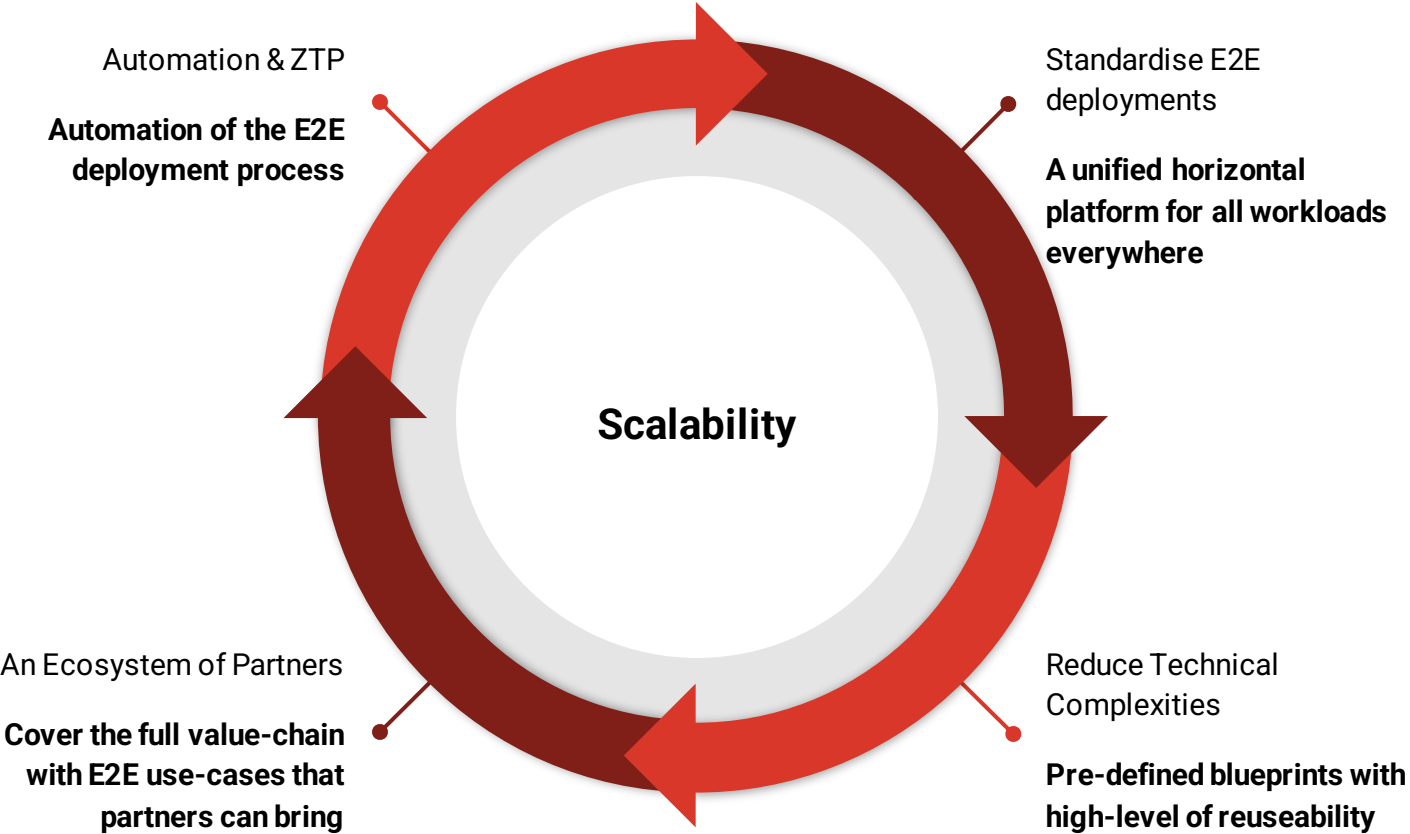 Automation & ZTP
Automation of the E2E
deployment process
Standardise E2E
deployments
A unified horizontal
platform for all workloads
everywhere
Scalability
An Ecosystem of Partners
Cover the full value-chain
with E2E use-cases that
partners can bring
Reduce Technical
Complexities
Pre-defined blueprints with
high-level of reuseability